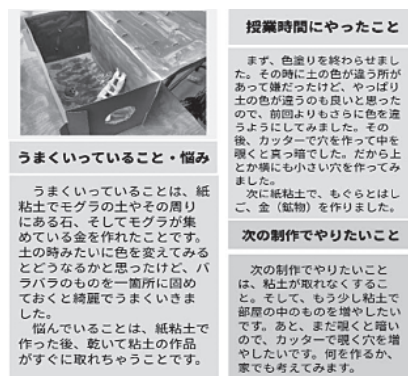 うまくいっていること・悩み
うまくいっていることは、紙
粘土でモグラの土やその周り
にある石、そしてモグラが集
めている金を作れたことです。
土の時みたいに色を変えてみる
とどうなるかと思ったけど、バ
ラバラのものを一箇所に固め
ておくと綺麗でうまくいきま
した。
悩んでいることは、紙粘土で
作った後、乾いて粘土の作品
がすぐに取れちゃうことです。
授業時間にやったこと
まず、色塗りを終わらせまし
た。その時に土の色が違う所が
あって嫌だったけど、やっぱり
土の色が違うのも良いと思った
ので、前回よりもさらに色を違
うようにしてみました。その
後、カッターで穴を作って中を
覗くと真っ暗でした。だから上
とか横にも小さい穴を作ってみ
ました。
次に紙粘土で、もぐらとはし
ご、金（鉱物）を作りました。
次の制作でやりたいこと
次の制作でやりたいこと
は、粘土が取れなくするこ
と。そして、もう少し粘土で
部屋の中のものを増やしたい
です。あと、まだ覗くと暗い
ので、カッターで覗く穴を増
やしたいです。何を作るか、
家でも考えてみます。